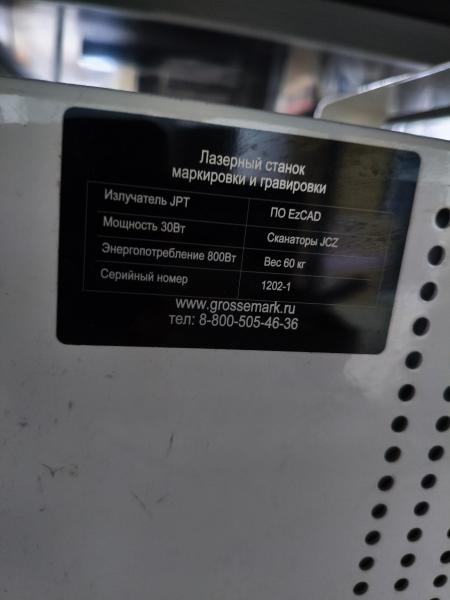 Лазерный станок
маркировки и гравировки
Излучатель JPT ПО EzCAD
Мощность 30Вт Сканаторы JCZ
Энергопотребление 800Вт Вес 60 кг
Серийный номер 1202-1
www.grossemark.ru
тел: 8-800-505-46-36